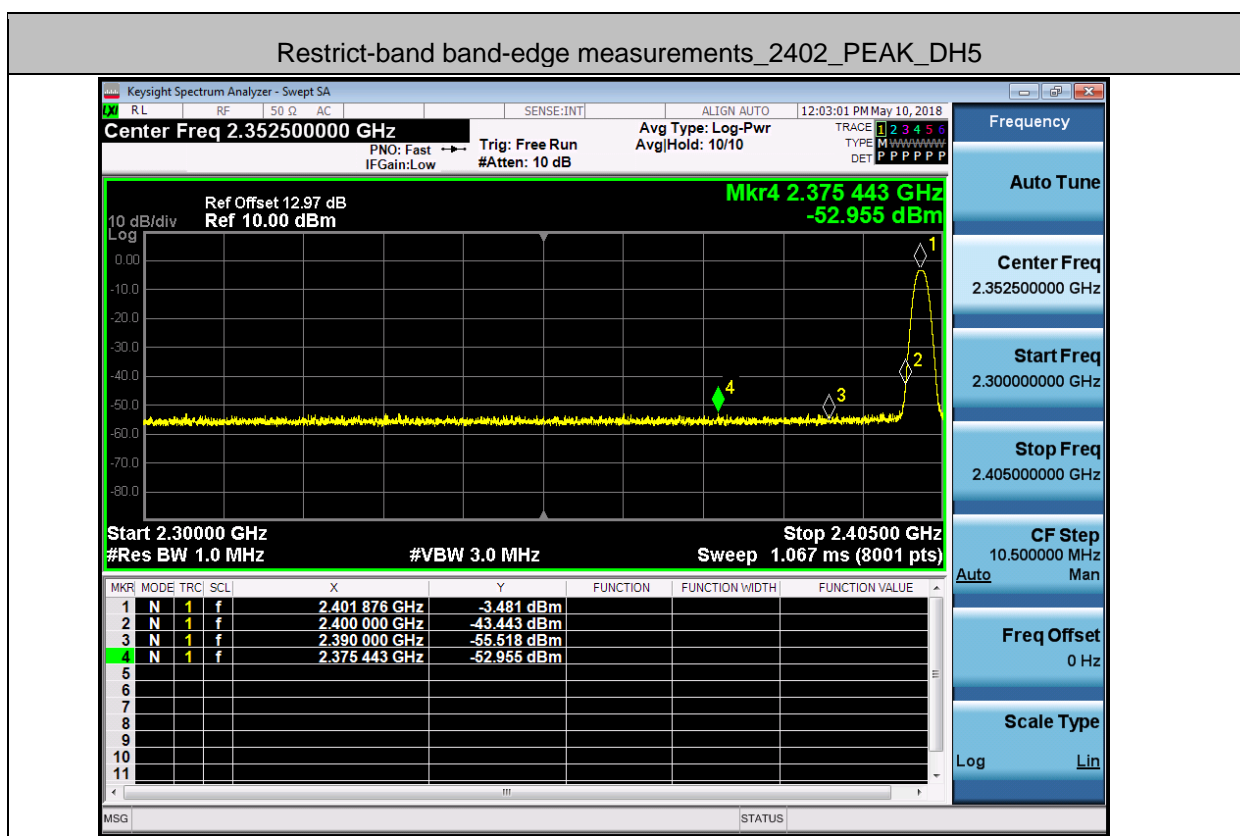 Restrict-band band-edge measurements_2402_PEAK_DH5
Keysight Spectrum Analyzer - Swept SA
LXI RL RF 50 Ω AC SENSE:INT ALIGN AUTO 12:03:01 PM May 10, 2018
Center Freq 2.352500000 GHz
PNO: Fast
IFGain:Low
Trig: Free Run
#Atten: 10 dB
Avg Type: Log-Pwr
Avg|Hold: 10/10
TRACE 1 2 3 4 5 6
TYPE M W W W W W
DET P P P P P P
Mkr4 2.375 443 GHz
-52.955 dBm
Ref Offset 12.97 dB
10 dB/div Ref 10.00 dBm
Log
0.00
-10.0
-20.0
-30.0
-40.0
-50.0
-60.0
-70.0
-80.0
1
2
3
4
Start 2.30000 GHz Stop 2.40500 GHz
#Res BW 1.0 MHz #VBW 3.0 MHz Sweep 1.067 ms (8001 pts)
MKR MODE TRC SCL X Y FUNCTION FUNCTION WIDTH FUNCTION VALUE
1 N 1 f 2.401 876 GHz -3.481 dBm
2 N 1 f 2.400 000 GHz -43.443 dBm
3 N 1 f 2.390 000 GHz -55.518 dBm
4 N 1 f 2.375 443 GHz -52.955 dBm
5
6
7
8
9
10
11
MSG STATUS
Frequency
Auto Tune
Center Freq
2.352500000 GHz
Start Freq
2.300000000 GHz
Stop Freq
2.405000000 GHz
CF Step
10.500000 MHz
Auto Man
Freq Offset
0 Hz
Scale Type
Log Lin